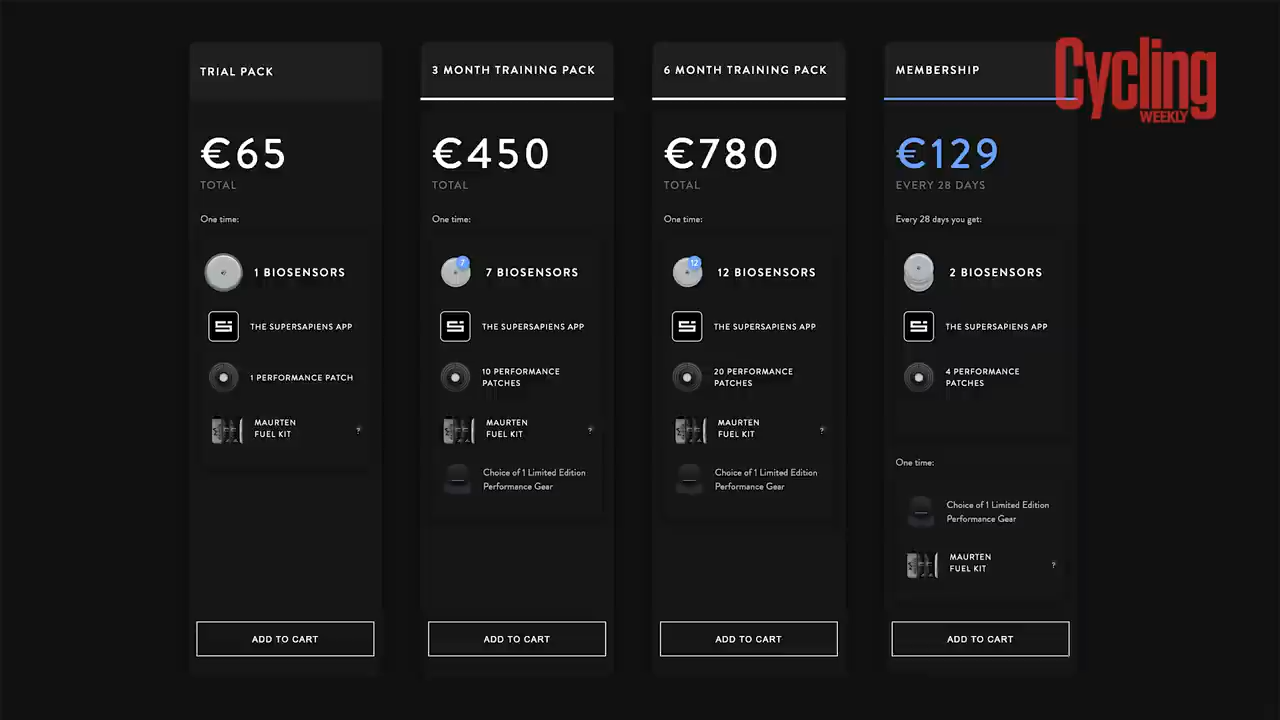 TRIAL PACK
€65
TOTAL
One time:
1 BIOSENSORS
THE SUPERSAPIENS APP
1 PERFORMANCE PATCH
MAURTEN
FUEL KIT
?
ADD TO CART
3 MONTH TRAINING PACK
€450
TOTAL
One time:
7
7 BIOSENSORS
THE SUPERSAPIENS APP
10 PERFORMANCE
PATCHES
MAURTEN
FUEL KIT
?
Choice of 1 Limited Edition
Performance Gear
ADD TO CART
6 MONTH TRAINING PACK
€780
TOTAL
One time:
12
12 BIOSENSORS
THE SUPERSAPIENS APP
20 PERFORMANCE
PATCHES
MAURTEN
FUEL KIT
?
Choice of 1 Limited Edition
Performance Gear
ADD TO CART
MEMBERSHIP
€129
EVERY 28 DAYS
Every 28 days you get:
2 BIOSENSORS
THE SUPERSAPIENS APP
4 PERFORMANCE
PATCHES
One time:
Choice of 1 Limited Edition
Performance Gear
MAURTEN
FUEL KIT
?
ADD TO CART
Cycling
WEEKLY